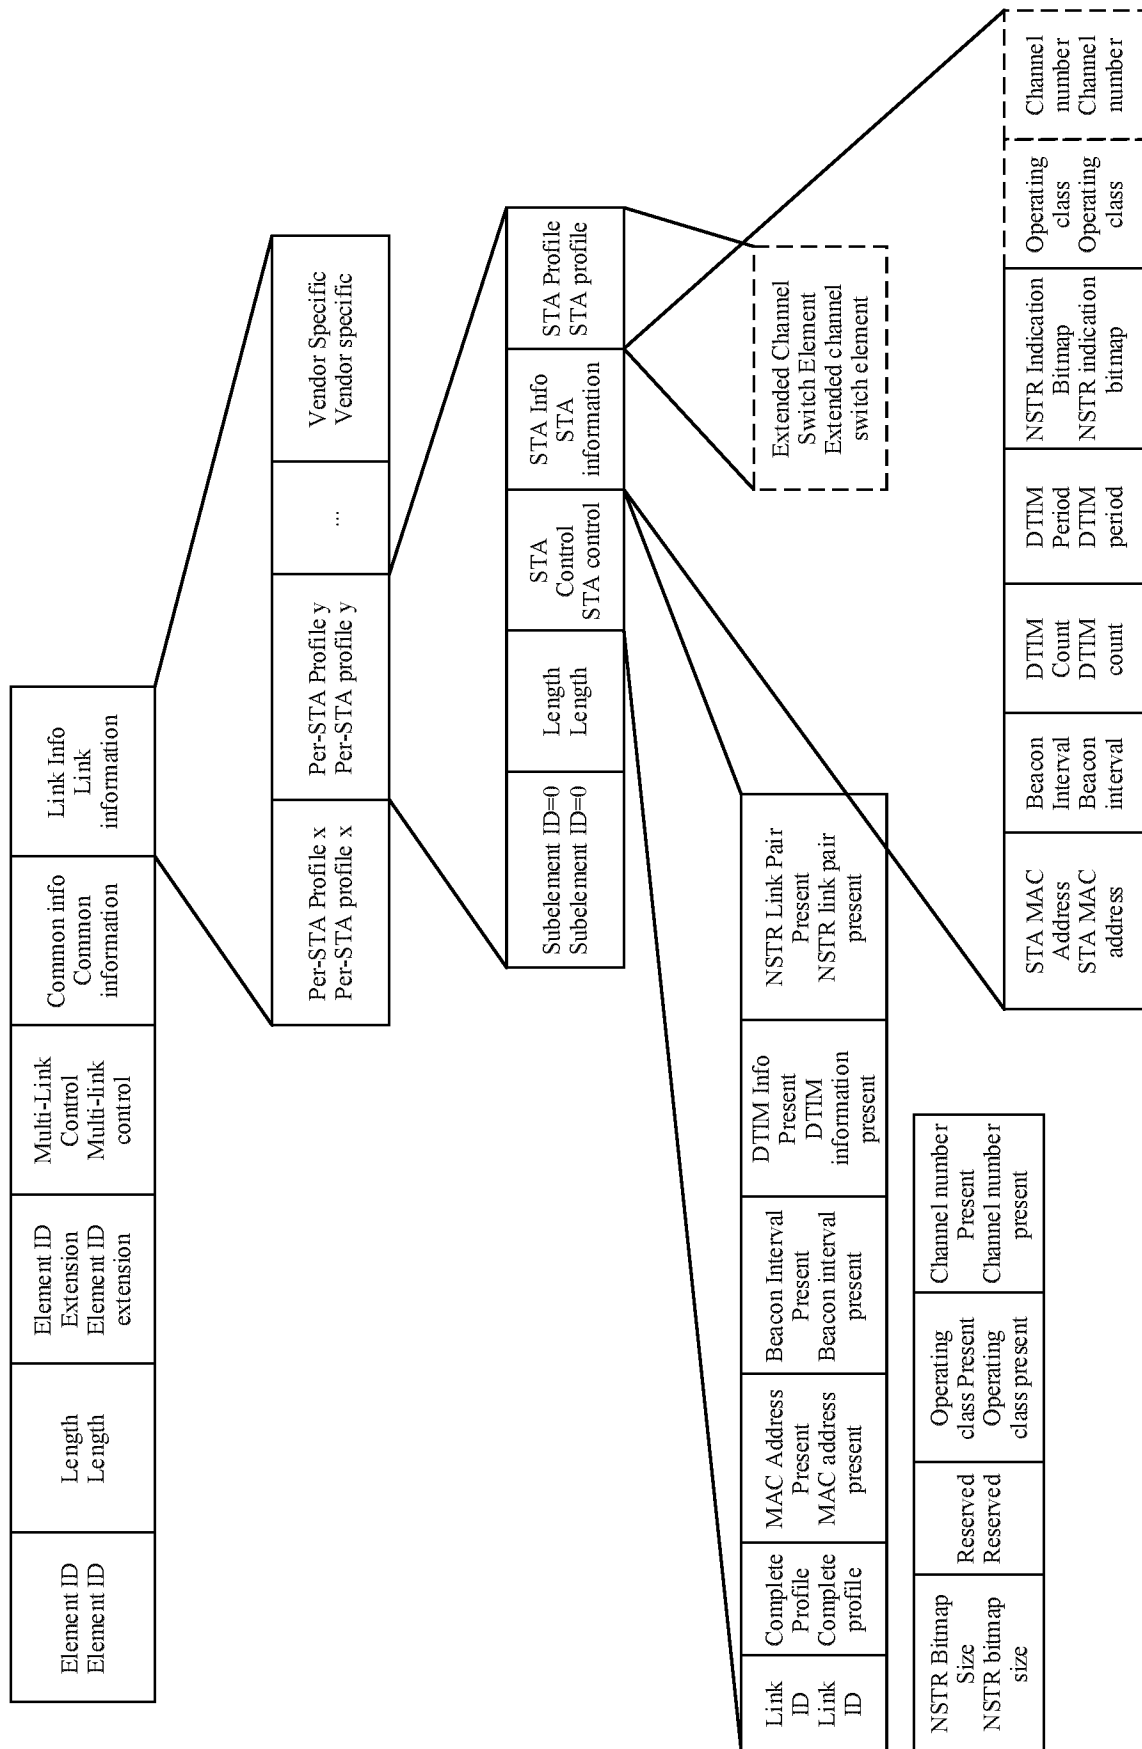 Element ID
Element ID
Length
Length
Element ID
Extension
Element ID
extension
Multi-Link
Control
Multi-link
control
Common info
Common
information
Link Info
Link
information
Per-STA Profile x
Per-STA profile x
Per-STA Profile y
Per-STA profile y
...
Vendor Specific
Vendor specific
Subelement ID=0
Subelement ID=0
Length
Length
STA
Control
STA control
STA Info
STA
information
STA Profile
STA profile
Link
ID
Link
ID
Complete
Profile
Complete
profile
MAC Address
Present
MAC address
present
Beacon Interval
Present
Beacon interval
present
DTIM Info
Present
DTIM
information
present
NSTR Link Pair
Present
NSTR link pair
present
Extended Channel
Switch Element
Extended channel
switch element
NSTR Bitmap
Size
NSTR bitmap
size
Reserved
Reserved
Operating
class Present
Operating
class present
Channel number
Present
Channel number
present
STA MAC
Address
STA MAC
address
Beacon
Interval
Beacon
interval
DTIM
Count
DTIM
count
DTIM
Period
DTIM
period
NSTR Indication
Bitmap
NSTR indication
bitmap
Operating
class
Operating
class
Channel
number
Channel
number